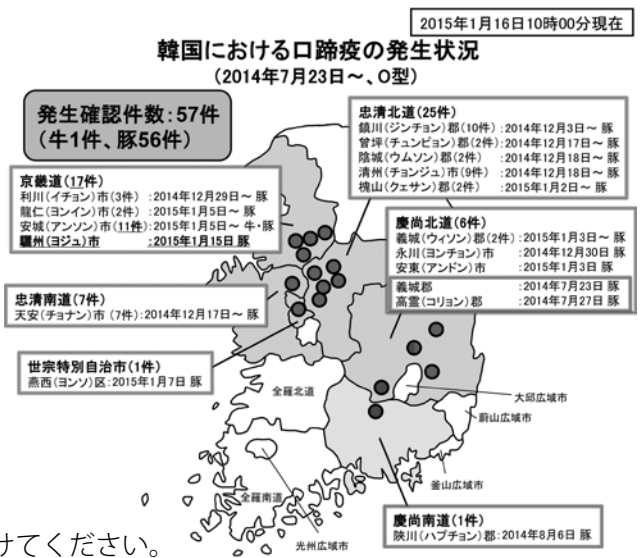 2015年1月16日10時00分現在
韓国における口蹄疫の発生状況
(2014年7月23日~、O型)
発生確認件数:57件
(牛1件、豚56件)
忠清北道(25件)
鎮川(ジンチョン)郡(10件):2014年12月3日~ 豚
曽坪(チュンピョン)郡(2件):2014年12月17日~ 豚
陰城(ウムソン)郡(2件) :2014年12月18日~ 豚
清州(チョンジュ)市(9件) :2014年12月18日~ 豚
槐山(クェサン)郡(2件) :2015年1月2日~ 豚
京畿道(17件)
利川(イチョン)市(3件) :2014年12月29日~ 豚
龍仁(ヨンイン)市(2件) :2015年1月5日~ 豚
安城(アンソン)市(11件):2015年1月5日~ 牛・豚
驪州(ヨジュ)市 :2015年1月15日 豚
慶尚北道(6件)
義城(ウィソン)郡(2件):2015年1月3日~ 豚
永川(ヨンチョン)市 :2014年12月30日 豚
安東(アンドン)市 :2015年1月3日 豚
義城郡 :2014年7月23日 豚
高霊(コリョン)郡 :2014年7月27日 豚
忠清南道(7件)
天安(チョナン)市 (7件):2014年12月17日~ 豚
世宗特別自治市(1件)
燕西(ヨンソ)区:2015年1月7日 豚
全羅北道
大邱広域市
蔚山広域市
釜山広域市
全羅南道
光州広域市
慶尚南道(1件)
陜川(ハプチョン)郡:2014年8月6日 豚
けてください。